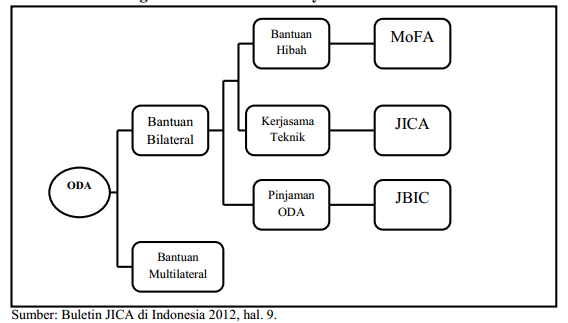 Bantuan
Hibah
MoFA
Bantuan
Bilateral
Kerjasama
Teknik
JICA
ODA
Pinjaman
ODA
JBIC
Bantuan
Multilateral
Sumber: Buletin JICA di Indonesia 2012, hal. 9.